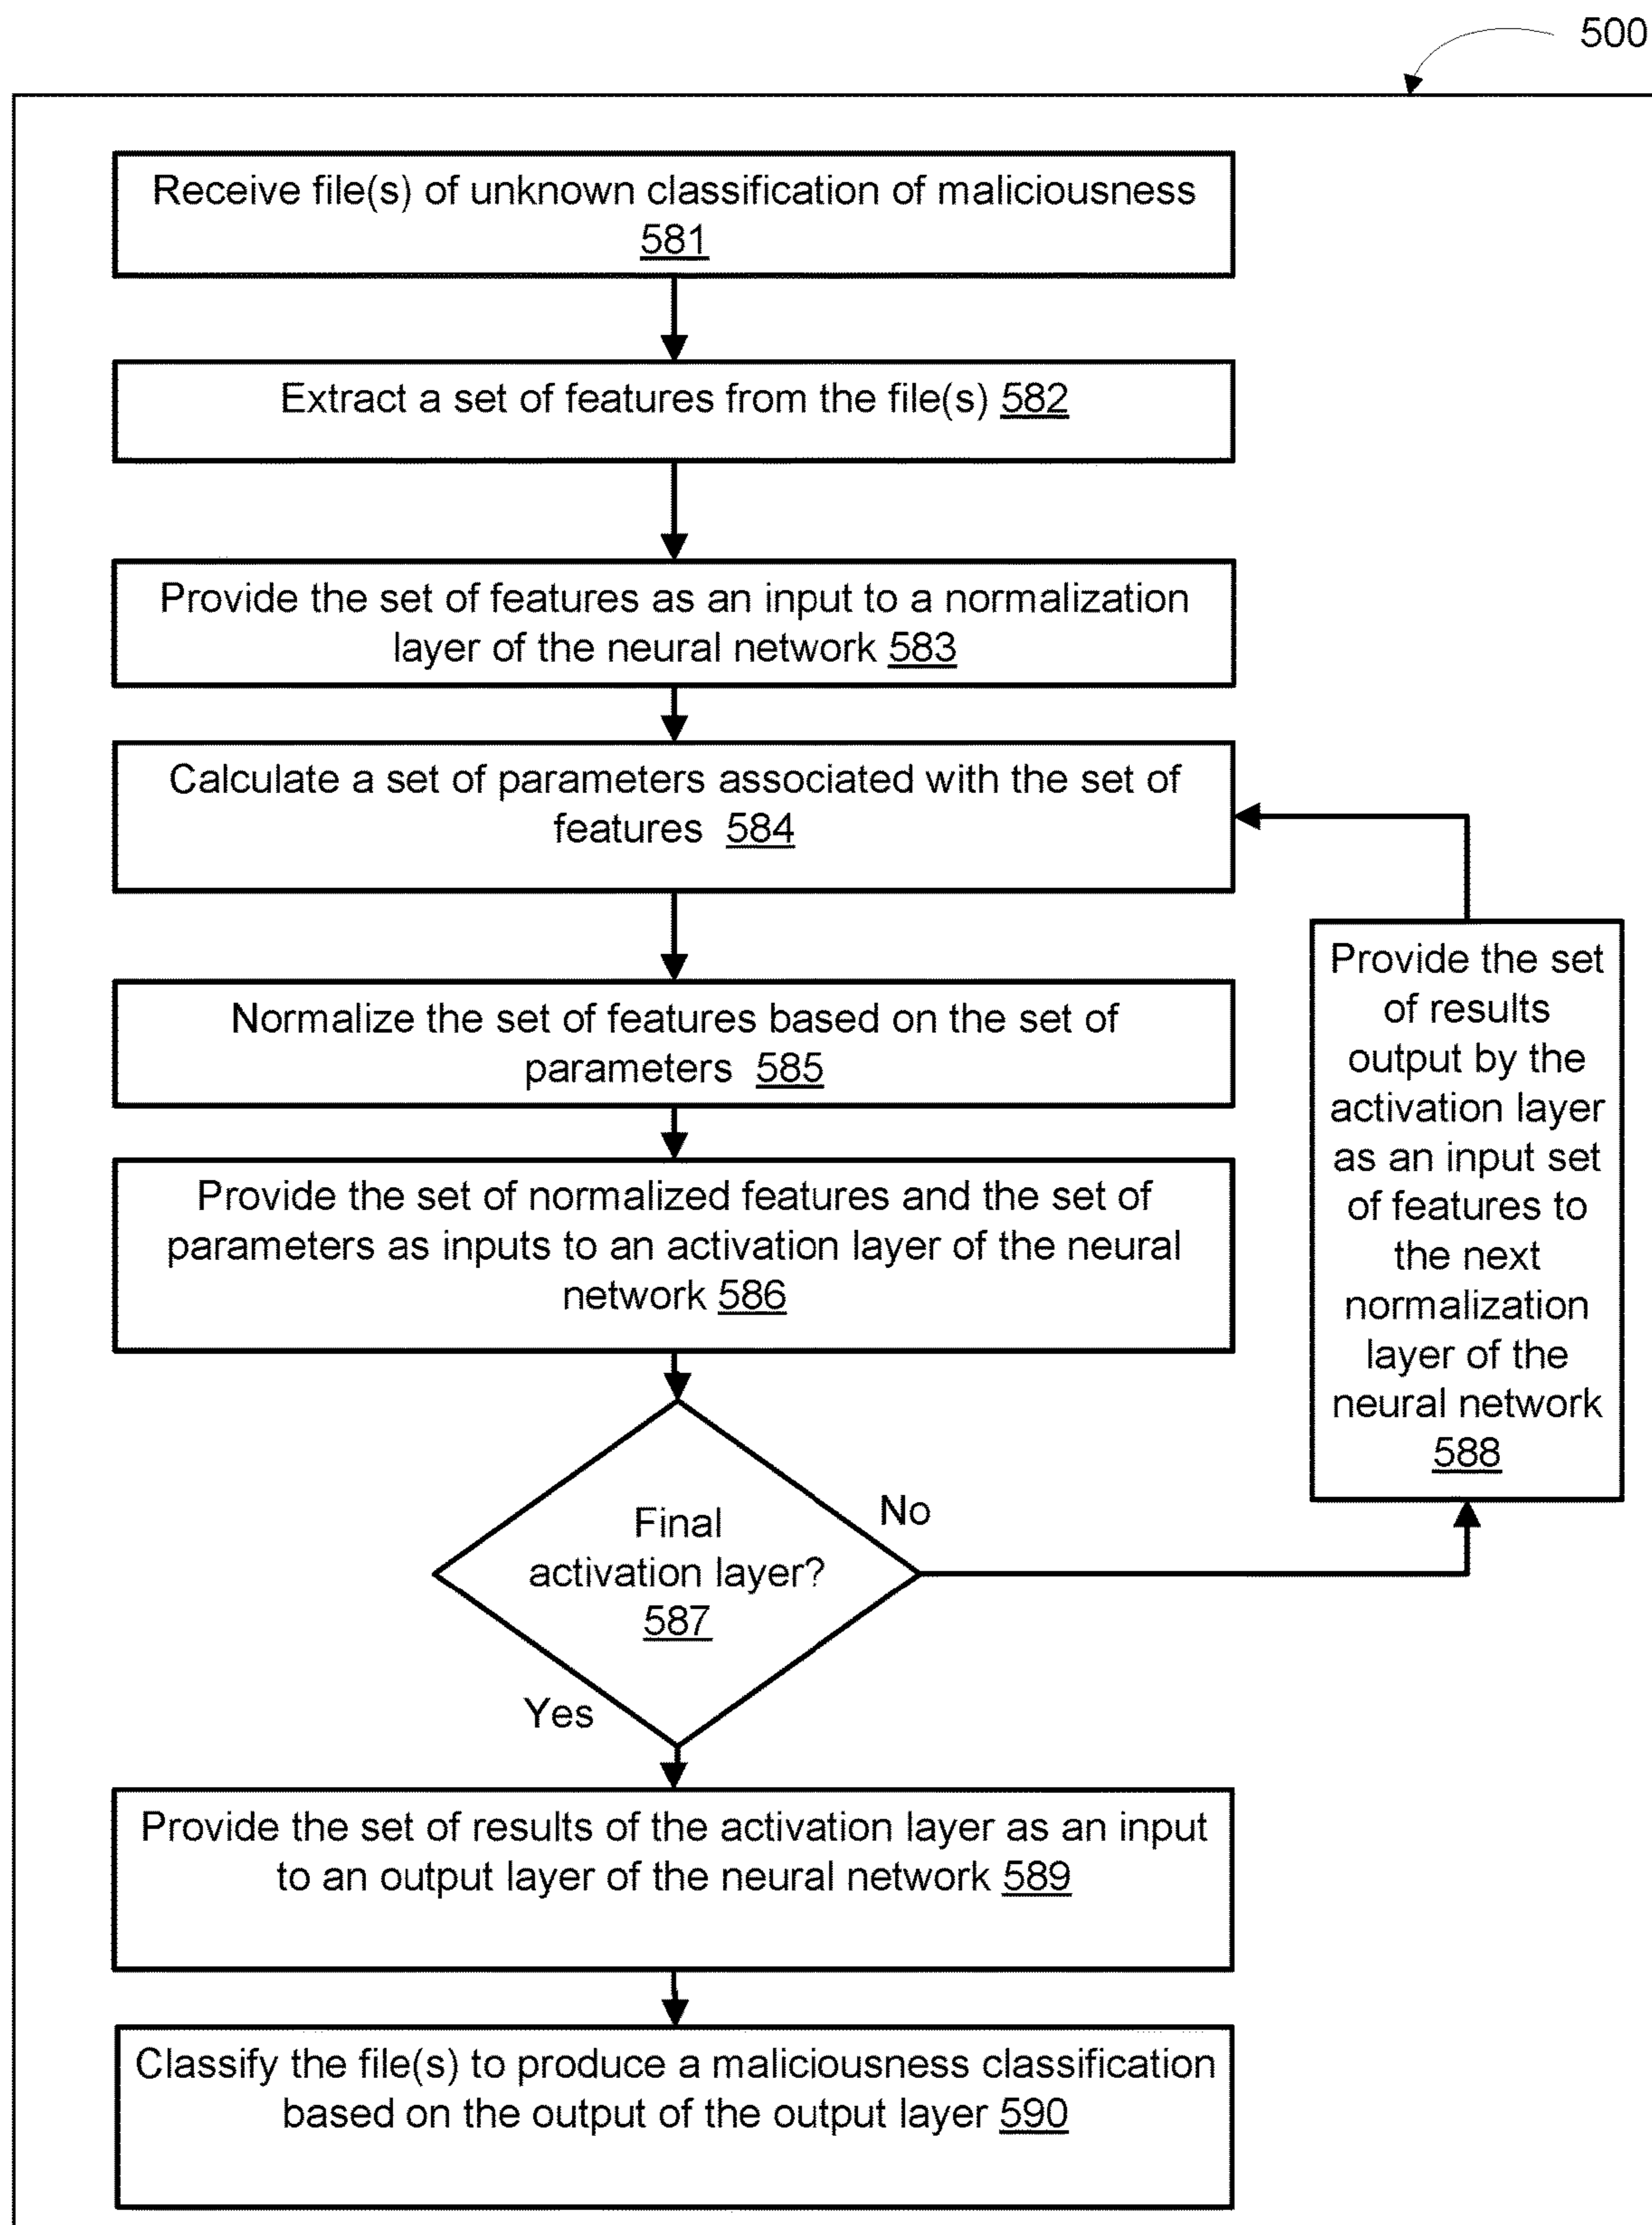 500
Receive file(s) of unknown classification of maliciousness
581
Extract a set of features from the file(s) 582
Provide the set of features as an input to a normalization
layer of the neural network 583
Calculate a set of parameters associated with the set of
features 584
Normalize the set of features based on the set of
parameters 585
Provide the set of normalized features and the set of
parameters as inputs to an activation layer of the neural
network 586
Final
activation layer?
587
No
Yes
Provide the set
of results
output by the
activation layer
as an input set
of features to
the next
normalization
layer of the
neural network
588
Provide the set of results of the activation layer as an input
to an output layer of the neural network 589
Classify the file(s) to produce a maliciousness classification
based on the output of the output layer 590